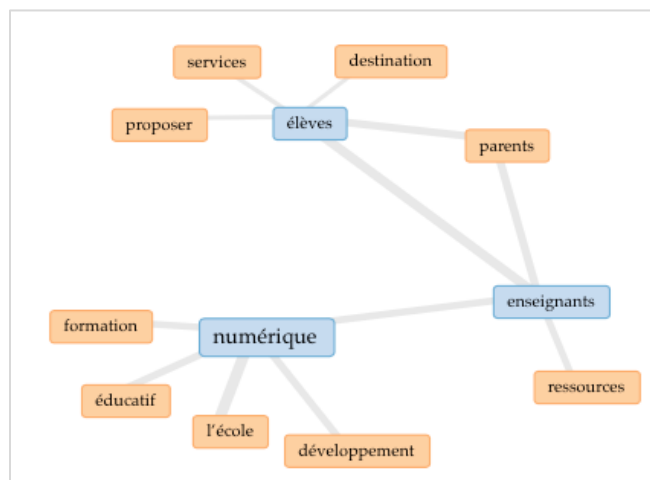 services
destination
proposer
élèves
parents
enseignants
formation
numérique
ressources
éducatif
l'école
développement